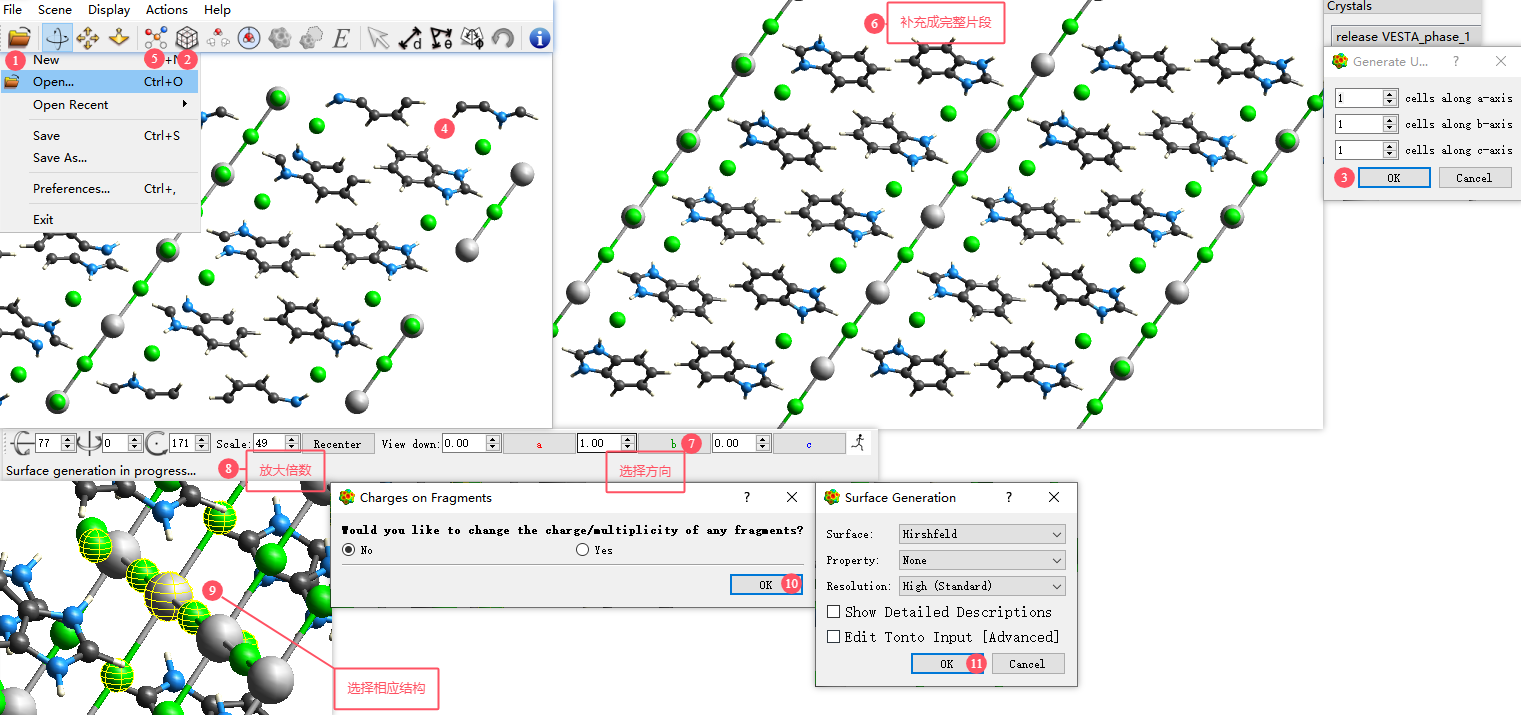 File Scene Display Actions Help
E
d
θ
i
1 New 5 +N 2
Open... Ctrl+O
Open Recent
Save Ctrl+S
Save As...
Preferences... Ctrl+,
Exit
4
6 补充成完整片段
Crystals
release VESTA_phase_1
Generate U... ?
1 cells along a-axis
1 cells along b-axis
1 cells along c-axis
3 OK Cancel
77 0 171 Scale: 49 Recenter View down: 0.00 a 1.00 b 7 0.00 c
Surface generation in progress... 8 放大倍数
选择方向
9
选择相应结构
Charges on Fragments ?
Would you like to change the charge/multiplicity of any fragments?
No Yes
OK 10
Surface Generation ?
Surface: Hirshfeld
Property: None
Resolution: High (Standard)
Show Detailed Descriptions
Edit Tonto Input [Advanced]
OK 11 Cancel